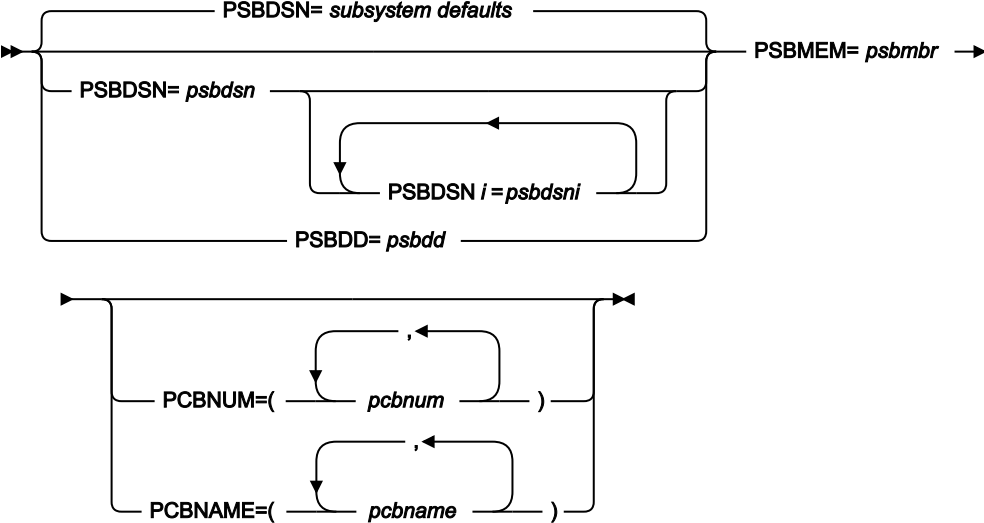 PSBDSN= subsystem defaults
PSBMEM= psbmbr
PSBDSN= psbdsn
PSBDSN i =psbdsni
PSBDD= psbdd
,
PCBNUM=( pcbnum )
,
PCBNAME=( pcbname )